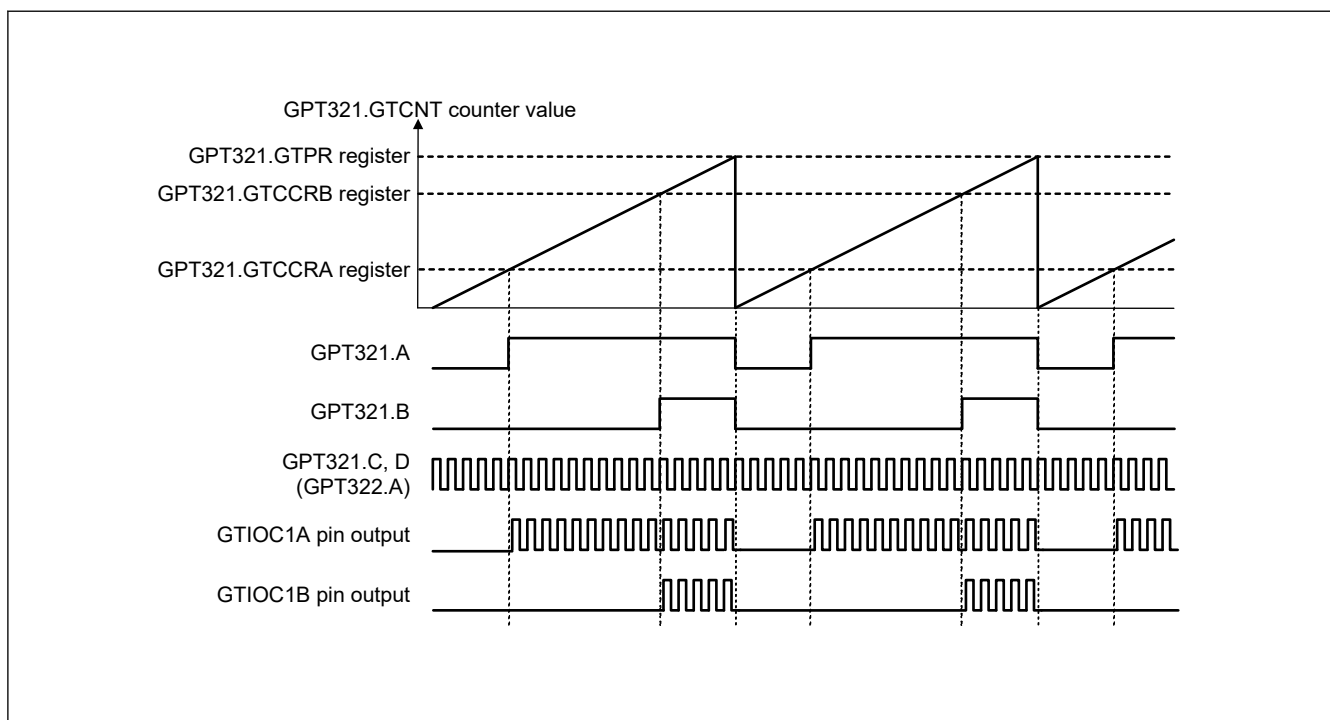 GPT321.GTCNT counter value
GPT321.GTPR register
GPT321.GTCCRB register
GPT321.GTCCRA register
GPT321.A
GPT321.B
GPT321.C, D
(GPT322.A)
GTIOC1A pin output
GTIOC1B pin output